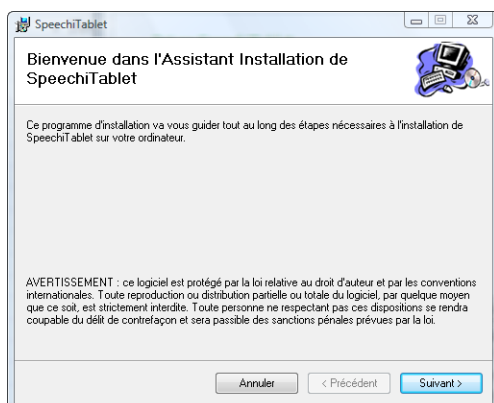 SpeechiTablet
Bienvenue dans l'Assistant Installation de
SpeechiTablet
Ce programme d'installation va vous guider tout au long des étapes nécessaires à l'installation de
SpeechiTablet sur votre ordinateur.
AVERTISSEMENT : ce logiciel est protégé par la loi relative au droit d'auteur et par les conventions
internationales. Toute reproduction ou distribution partielle ou totale du logiciel, par quelque moyen
que ce soit, est strictement interdite. Toute personne ne respectant pas ces dispositions se rendra
coupable du délit de contrefaçon et sera passible des sanctions pénales prévues par la loi.
Annuler < Précédent Suivant >